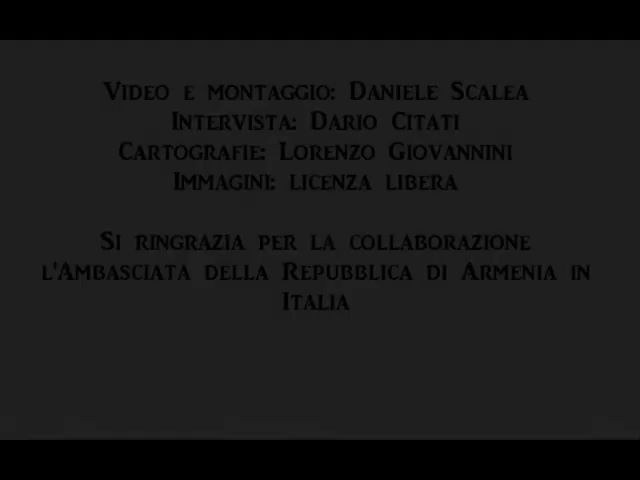 Video e montaggio: Daniele Scalea
Intervista: Dario Citati
Cartografie: Lorenzo Giovannini
Immagini: licenza libera
Si ringrazia per la collaborazione
l'Ambasciata della Repubblica di Armenia in
Italia